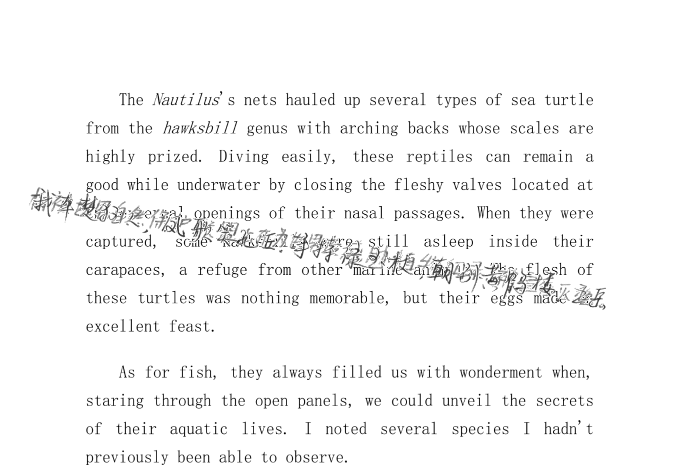 The Nautilus's nets hauled up several types of sea turtle
from the hawksbill genus with arching backs whose scales are
highly prized. Diving easily, these reptiles can remain a
good while underwater by closing the fleshy valves located at
openings of their nasal passages. When they were
captured, some still asleep inside their
carapaces, a refuge from other marine flesh of
these turtles was nothing memorable, but their eggs made
excellent feast.
As for fish, they always filled us with wonderment when,
staring through the open panels, we could unveil the secrets
of their aquatic lives. I noted several species I hadn't
previously been able to observe.